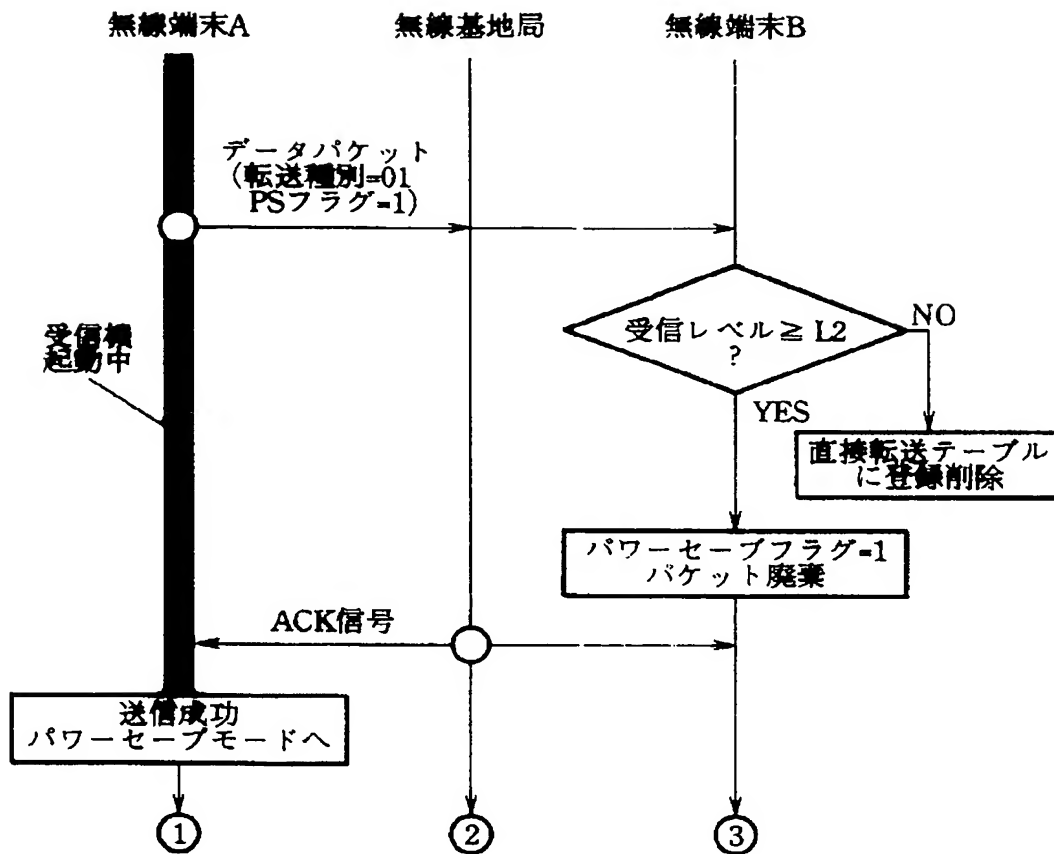 無線端末A
無線基地局
無線端末B
データパケット
(転送種別=01
PSフラグ=1)
受信機
起動中
受信レベル≧L2
?
NO
YES
直接転送テーブル
に登録削除
パワーセーブフラグ=1
パケット廃棄
ACK信号
送信成功
パワーセーブモードへ
①
②
③